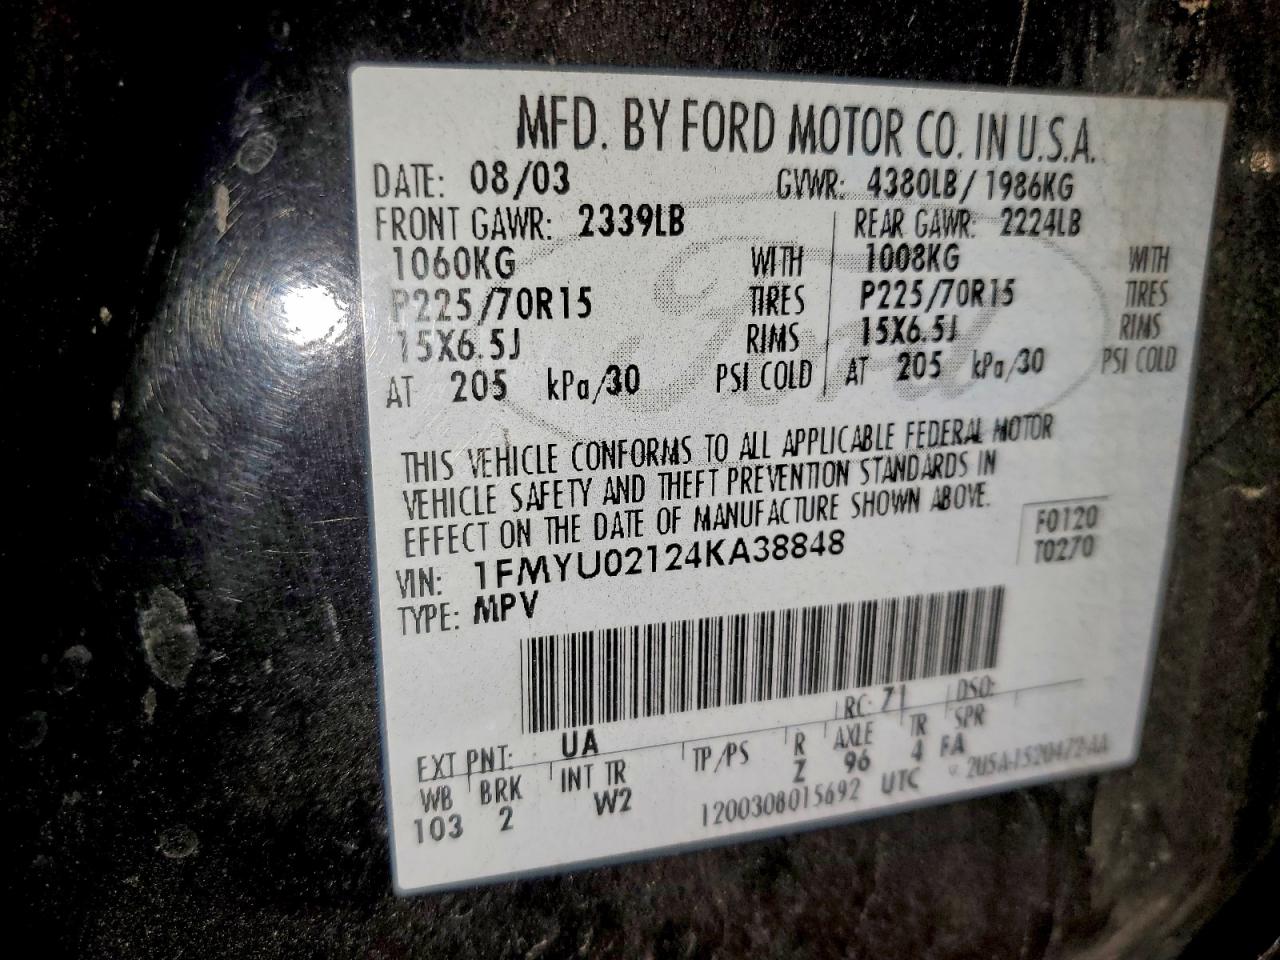 MFD. BY FORD MOTOR CO. IN U.S.A.
DATE: 08/03 GVWR: 4380LB / 1986KG
FRONT GAWR: 2339LB REAR GAWR: 2224LB
1060KG WITH 1008KG WITH
P225/70R15 TIRES P225/70R15 TIRES
15X6.5J RIMS 15X6.5J RIMS
AT 205 kPa/30 PSI COLD AT 205 kPa/30 PSI COLD
THIS VEHICLE CONFORMS TO ALL APPLICABLE FEDERAL MOTOR
VEHICLE SAFETY AND THEFT PREVENTION STANDARDS IN
EFFECT ON THE DATE OF MANUFACTURE SHOWN ABOVE.
VIN: 1FMYU02124KA38848 F0120
TYPE: MPV T0270
EXT PNT: UA RC: 71 DSO:
WB BRK INT TR TP/PS R AXLE TR SPR
103 2 W2 Z 96 4 FA
1200308015692 UTC 2U5A-1520472-AA